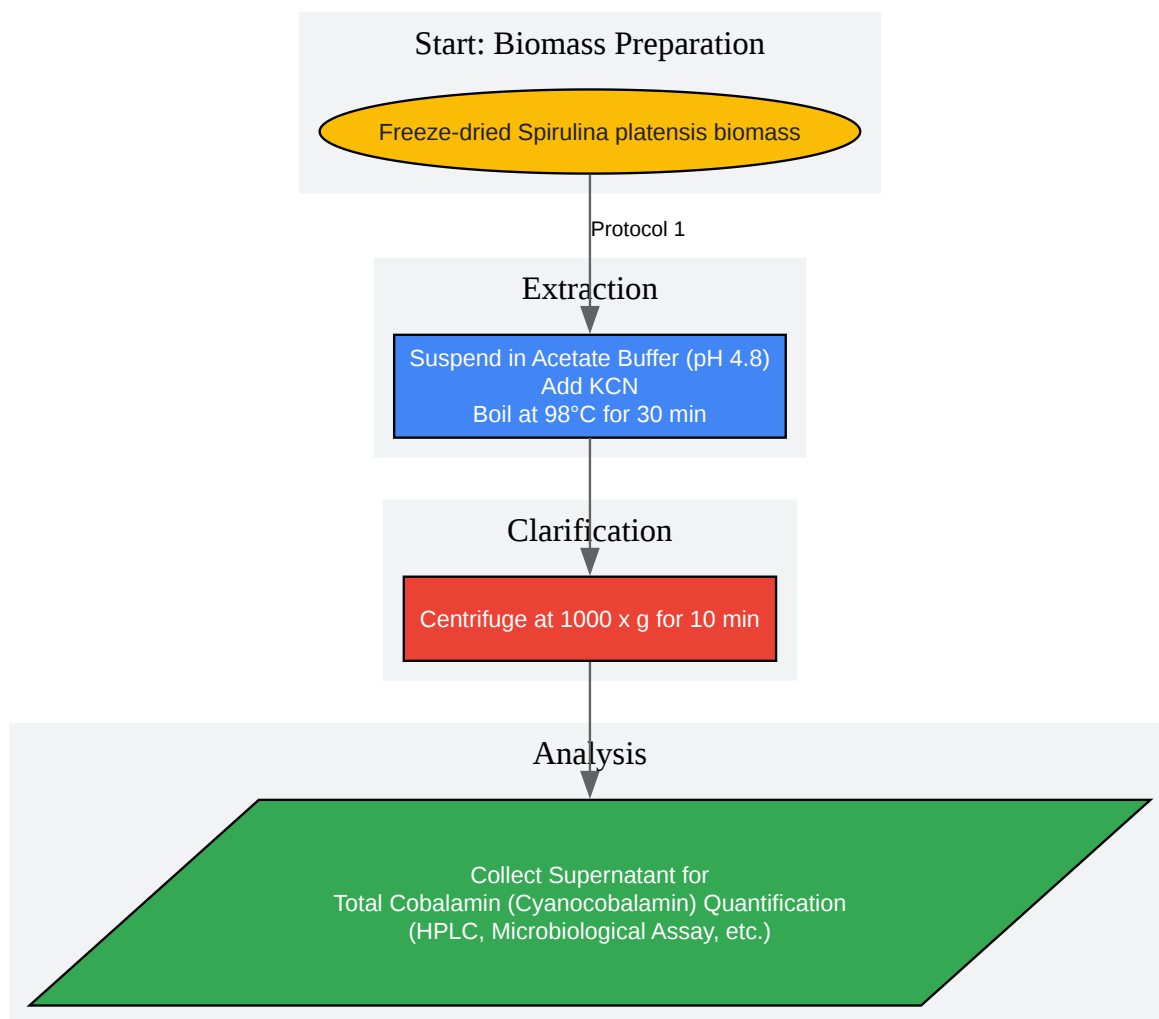 Start: Biomass Preparation
Freeze-dried Spirulina platensis biomass
Protocol 1
Extraction
Suspend in Acetate Buffer (pH 4.8)
Add KCN
Boil at 98°C for 30 min
Clarification
Centrifuge at 1000 x g for 10 min
Analysis
Collect Supernatant for
Total Cobalamin (Cyanocobalamin) Quantification
(HPLC, Microbiological Assay, etc.)